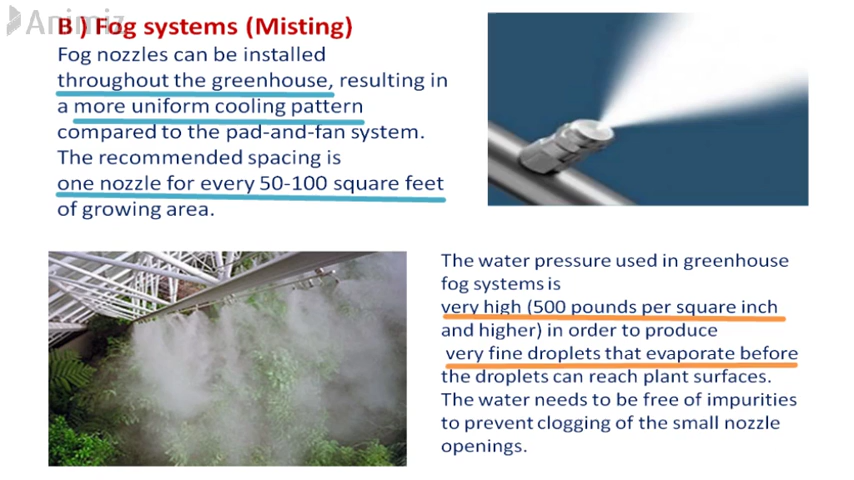 Animiz
B ) Fog systems (Misting)
Fog nozzles can be installed
throughout the greenhouse, resulting in
a more uniform cooling pattern
compared to the pad-and-fan system.
The recommended spacing is
one nozzle for every 50-100 square feet
of growing area.
The water pressure used in greenhouse
fog systems is
very high (500 pounds per square inch
and higher) in order to produce
very fine droplets that evaporate before
the droplets can reach plant surfaces.
The water needs to be free of impurities
to prevent clogging of the small nozzle
openings.